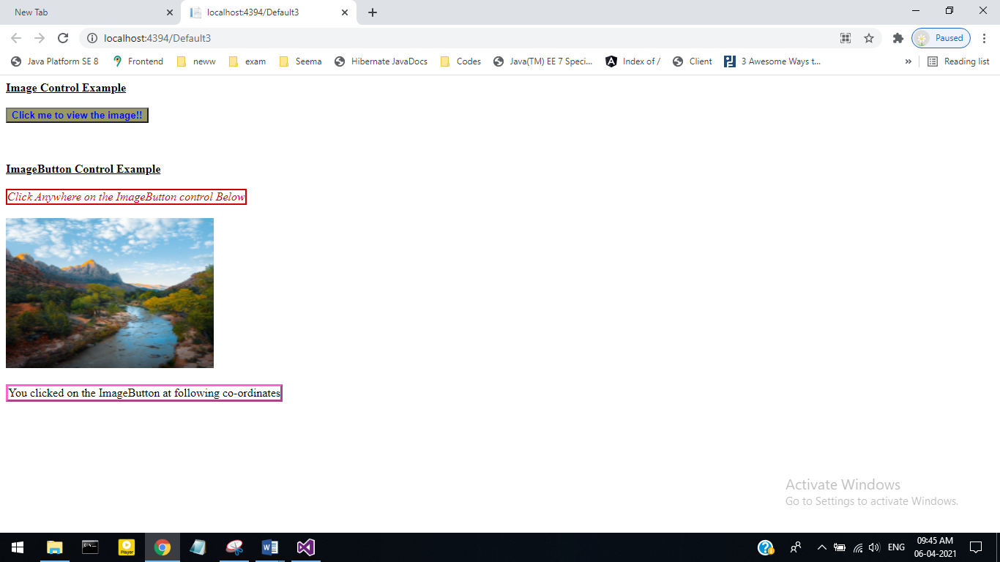 New Tab
localhost:4394/Default3
localhost:4394/Default3
Paused
Java Platform SE 8
Frontend
neww
exam
Seema
Hibernate JavaDocs
Codes
Java(TM) EE 7 Speci...
Index of /
Client
3 Awesome Ways t...
»
Reading list
Image Control Example
Click me to view the image!!
ImageButton Control Example
Click Anywhere on the ImageButton control Below
You clicked on the ImageButton at following co-ordinates
Activate Windows
Go to Settings to activate Windows.
Player
ENG
09:45 AM
06-04-2021